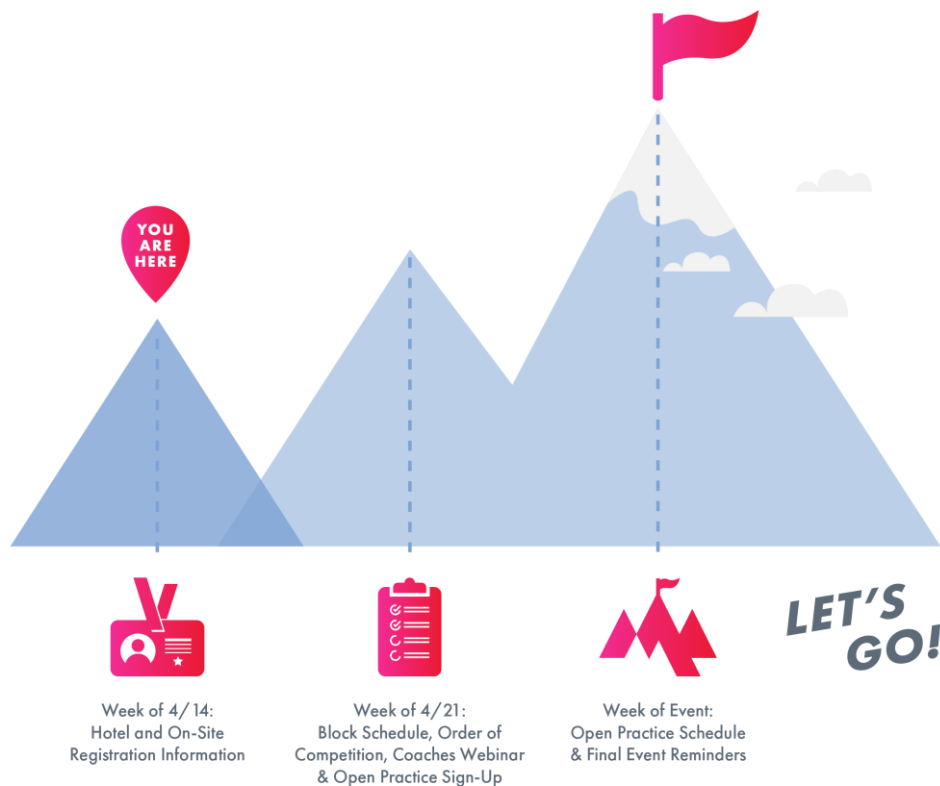 YOU
ARE
HERE
LET'S
GO!
Week of 4/14:
Hotel and On-Site
Registration Information
Week of 4/21:
Block Schedule, Order of
Competition, Coaches Webinar
& Open Practice Sign-Up
Week of Event:
Open Practice Schedule
& Final Event Reminders